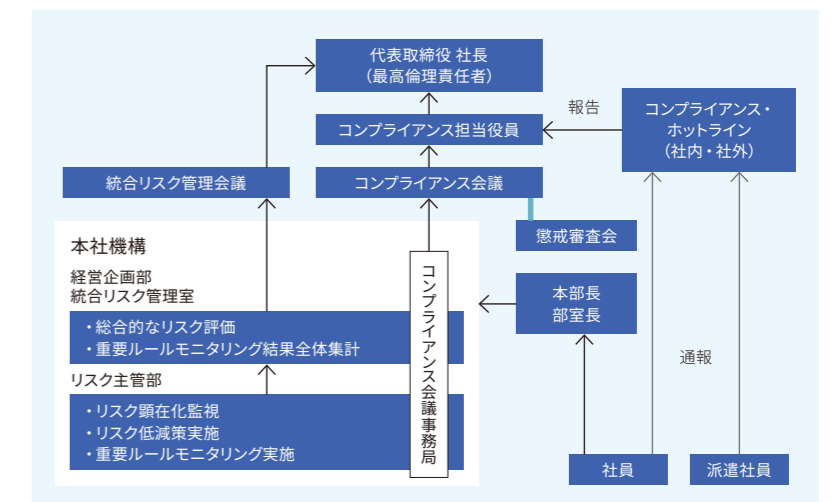 代表取締役 社長
（最高倫理責任者）
コンプライアンス担当役員
報告
コンプライアンス・
ホットライン
（社内・社外）
統合リスク管理会議
コンプライアンス会議
懲戒審査会
本社機構
経営企画部
統合リスク管理室
・総合的なリスク評価
・重要ルールモニタリング結果全体集計
リスク主管部
・リスク顕在化監視
・リスク低減策実施
・重要ルールモニタリング実施
コンプライアンス会議事務局
本部長
部室長
通報
社員
派遣社員